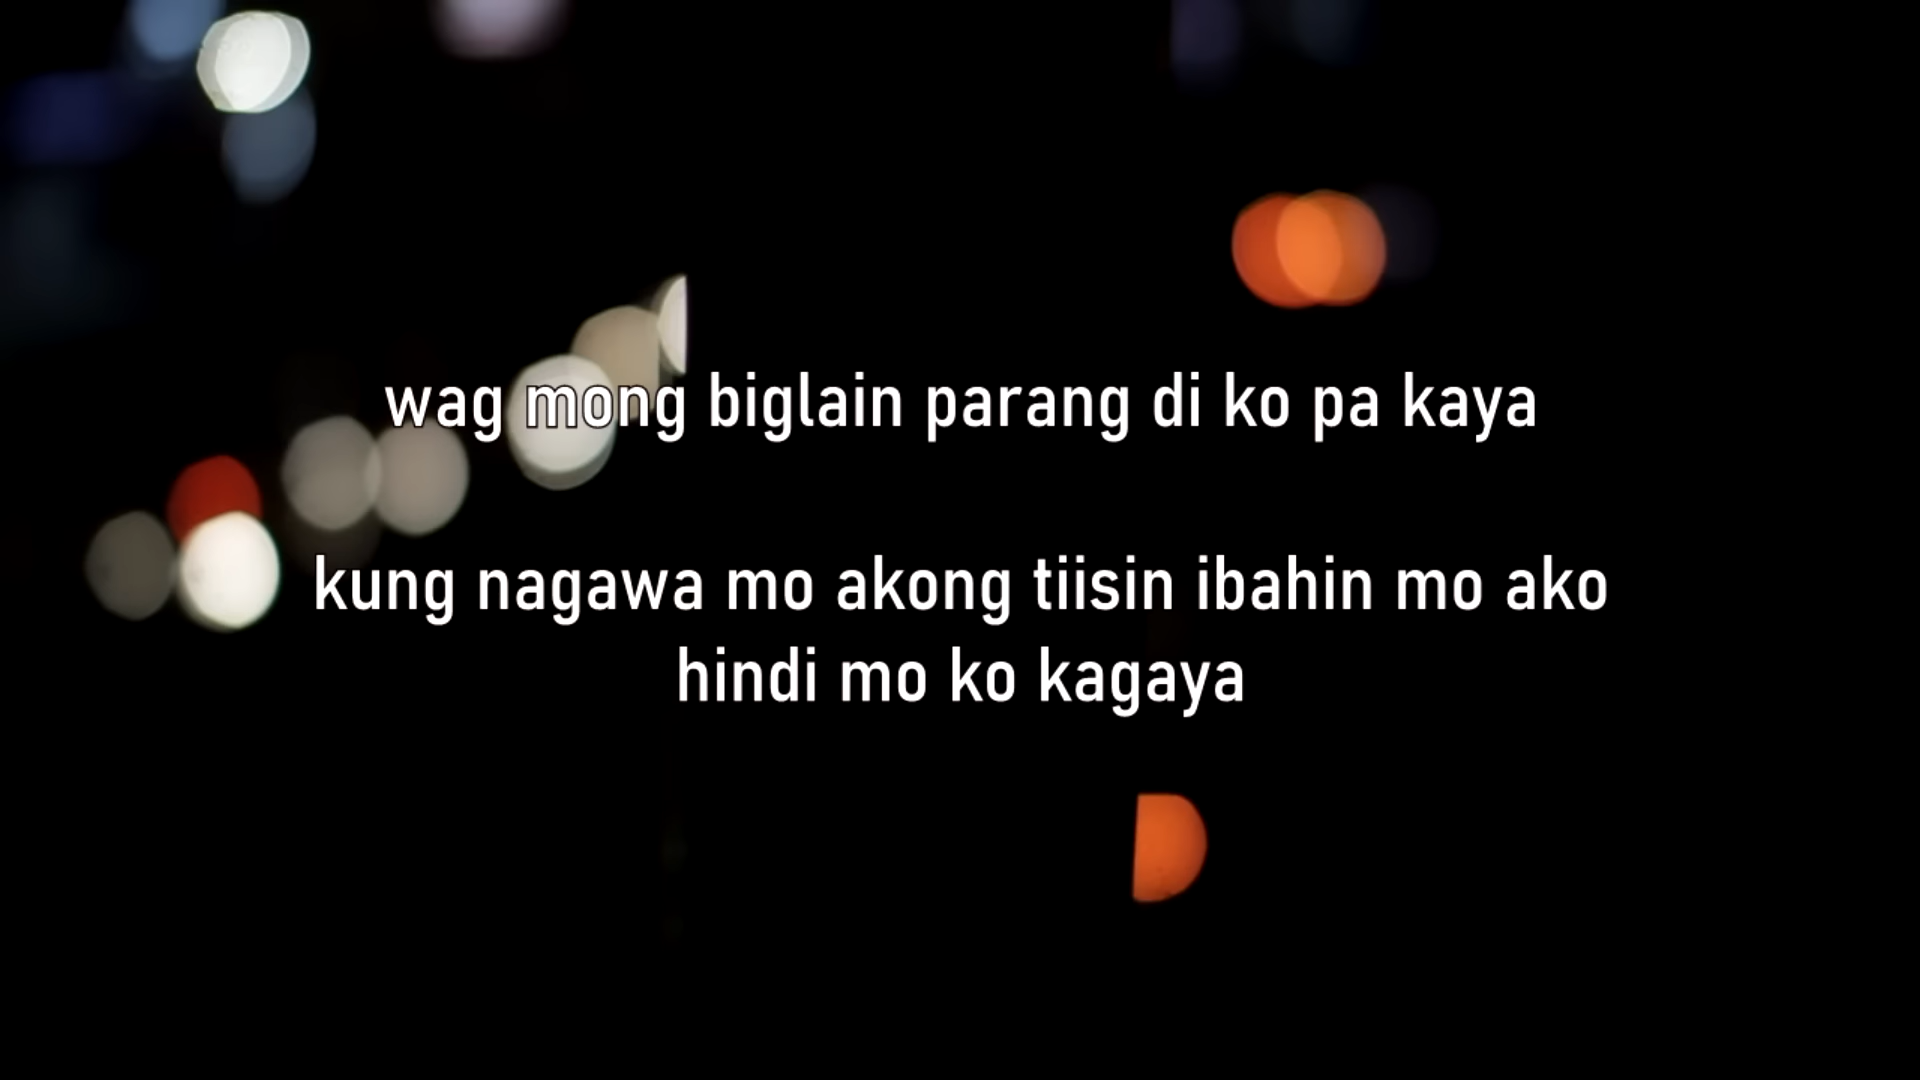 wag mong biglain parang di ko pa kaya
kung nagawa mo akong tiisin ibahin mo ako
hindi mo ko kagaya